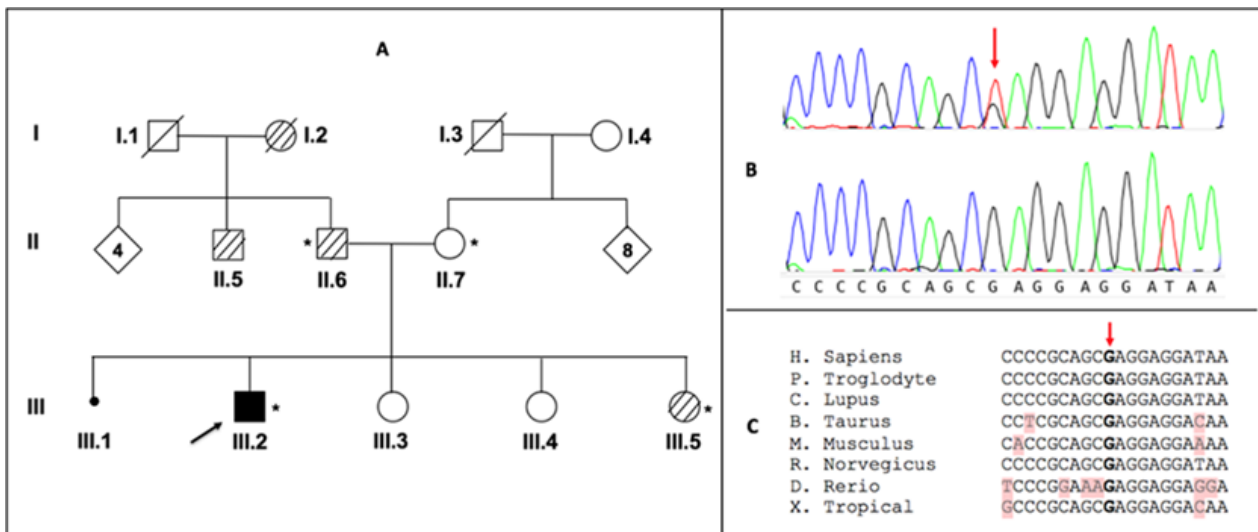 A
I
I.1
I.2
I.3
I.4
II
4
*
*
8
II.5
II.6
II.7
III
*
*
III.1
III.2
III.3
III.4
III.5
B
C C C C G C A G C G A G G A G G A T A A
C
H. Sapiens CCCCGCAGCGAGGAGGATAA
P. Troglodyte CCCCGCAGCGAGGAGGATAA
C. Lupus CCCCGCAGCGAGGAGGATAA
B. Taurus CCTCGCAGCGAGGAGGACAA
M. Musculus CACCGCAGCGAGGAGGAAAA
R. Norvegicus CCCCGCAGCGAGGAGGATAA
D. Rerio TCCCGGAAAGAGGAGGAGGA
X. Tropical GCCCGCAGCGAGGAGGACAA